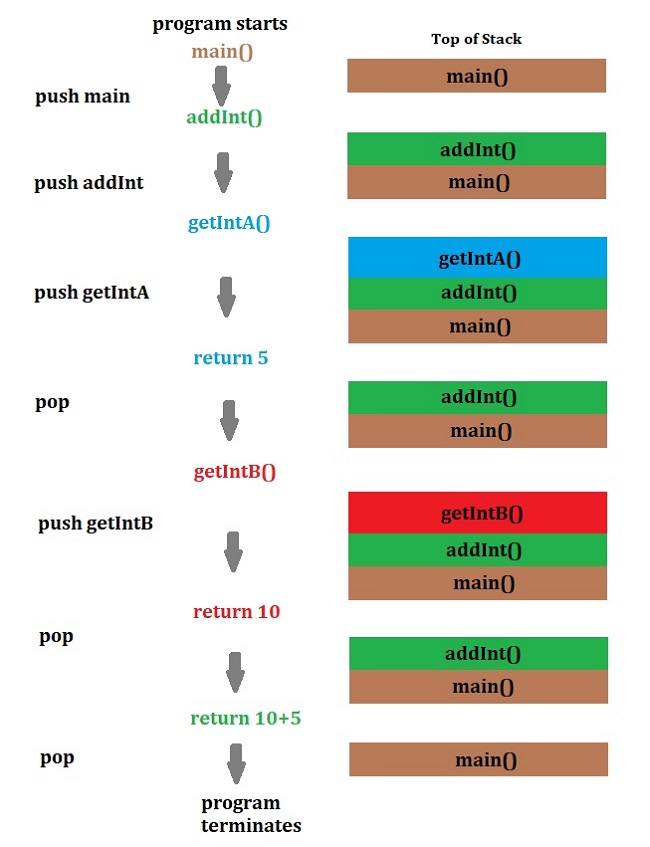 program starts
Top of Stack
main()
main()
push main
addInt()
addInt()
push addInt
main()
getIntA()
getIntA()
push getIntA
addInt()
main()
return 5
pop
addInt()
main()
getIntB()
getIntB()
push getIntB
addInt()
main()
return 10
pop
addInt()
main()
return 10+5
pop
main()
program
terminates